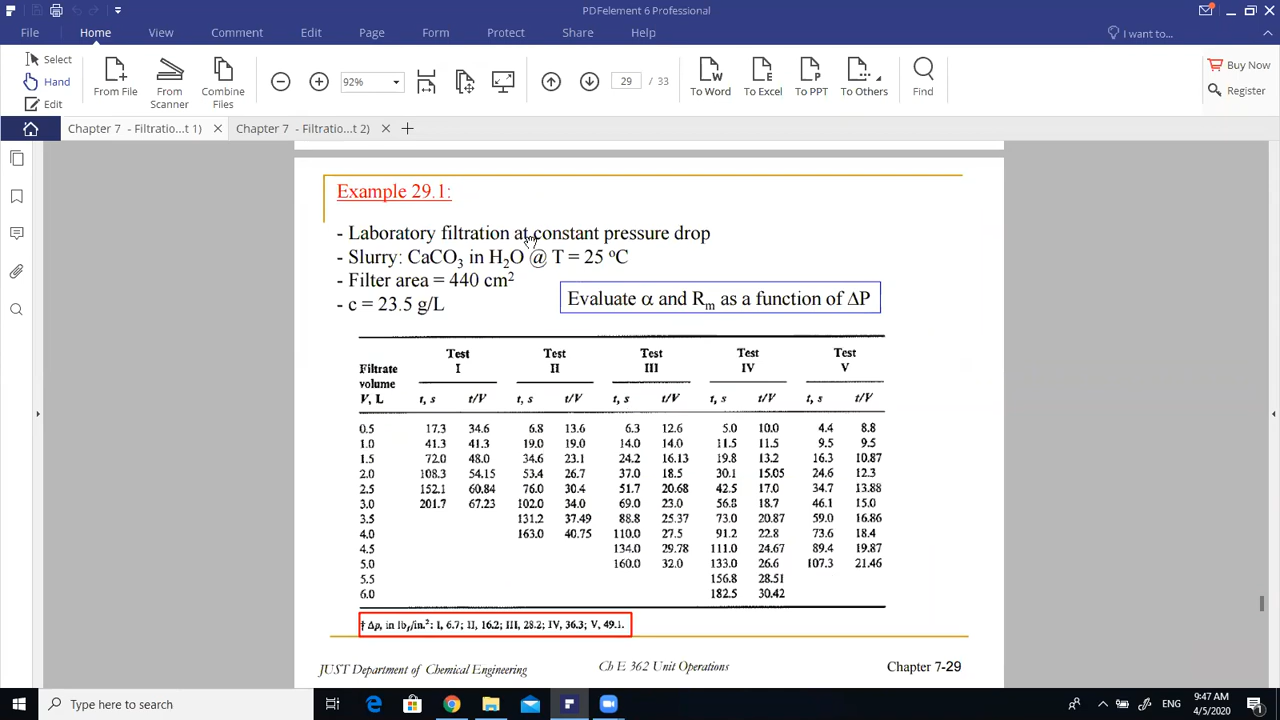 PDFelement 6 Professional
File Home View Comment Edit Page Form Protect Share Help I want to...
Select
Hand
Edit
From File
From Scanner
Combine Files
92%
29 / 33
To Word
To Excel
To PPT
To Others
Find
Buy Now
Register
Chapter 7 - Filtratio...t 1) Chapter 7 - Filtratio...t 2)
Example 29.1:
- Laboratory filtration at constant pressure drop
- Slurry: CaCO3 in H2O @ T = 25 ºC
- Filter area = 440 cm2
- c = 23.5 g/L
Evaluate α and Rm as a function of ΔP
Filtrate volume V, L
Test I Test II Test III Test IV Test V
t, s t/V t, s t/V t, s t/V t, s t/V t, s t/V
0.5 17.3 34.6 6.8 13.6 6.3 12.6 5.0 10.0 4.4 8.8
1.0 41.3 41.3 19.0 19.0 14.0 14.0 11.5 11.5 9.5 9.5
1.5 72.0 48.0 34.6 23.1 24.2 16.13 19.8 13.2 16.3 10.87
2.0 108.3 54.15 53.4 26.7 37.0 18.5 30.1 15.05 24.6 12.3
2.5 152.1 60.84 76.0 30.4 51.7 20.68 42.5 17.0 34.7 13.88
3.0 201.7 67.23 102.0 34.0 69.0 23.0 56.8 18.7 46.1 15.0
3.5 131.2 37.49 88.8 25.37 73.0 20.87 59.0 16.86
4.0 163.0 40.75 110.0 27.5 91.2 22.8 73.6 18.4
4.5 134.0 29.78 111.0 24.67 89.4 19.87
5.0 160.0 32.0 133.0 26.6 107.3 21.46
5.5 156.8 28.51
6.0 182.5 30.42
† Δp, in lbf/in.²: I, 6.7; II, 16.2; III, 28.2; IV, 36.3; V, 49.1.
JUST Department of Chemical Engineering Ch E 362 Unit Operations Chapter 7-29
Type here to search
ENG
9:47 AM
4/5/2020